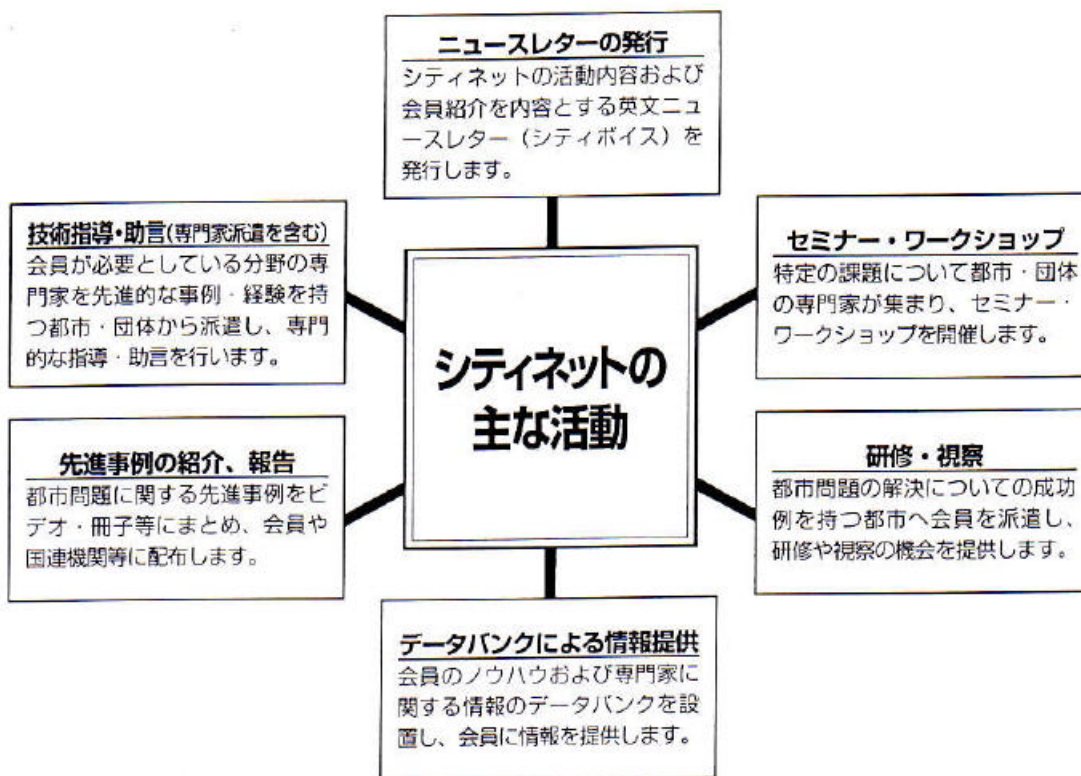 ニュースレターの発行
シティネットの活動内容および
会員紹介を内容とする英文ニュ
ースレター（シティボイス）を
発行します。
技術指導・助言(専門家派遣を含む)
会員が必要としている分野の専
門家を先進的な事例・経験を持
つ都市・団体から派遣し、専門
的な指導・助言を行います。
セミナー・ワークショップ
特定の課題について都市・団体
の専門家が集まり、セミナー・
ワークショップを開催します。
シティネットの
主な活動
先進事例の紹介、報告
都市問題に関する先進事例をビ
デオ・冊子等にまとめ、会員や
国連機関等に配布します。
研修・視察
都市問題の解決についての成功
例を持つ都市へ会員を派遣し、
研修や視察の機会を提供します。
データバンクによる情報提供
会員のノウハウおよび専門家に
関する情報のデータバンクを設
置し、会員に情報を提供します。